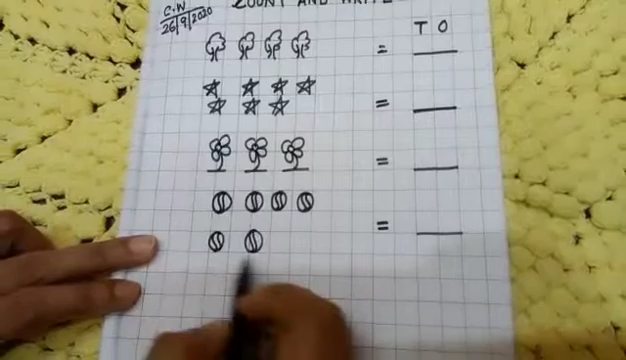 C.W
26/9/2020
COUNT AND WRITE
T O
=
=
=
=